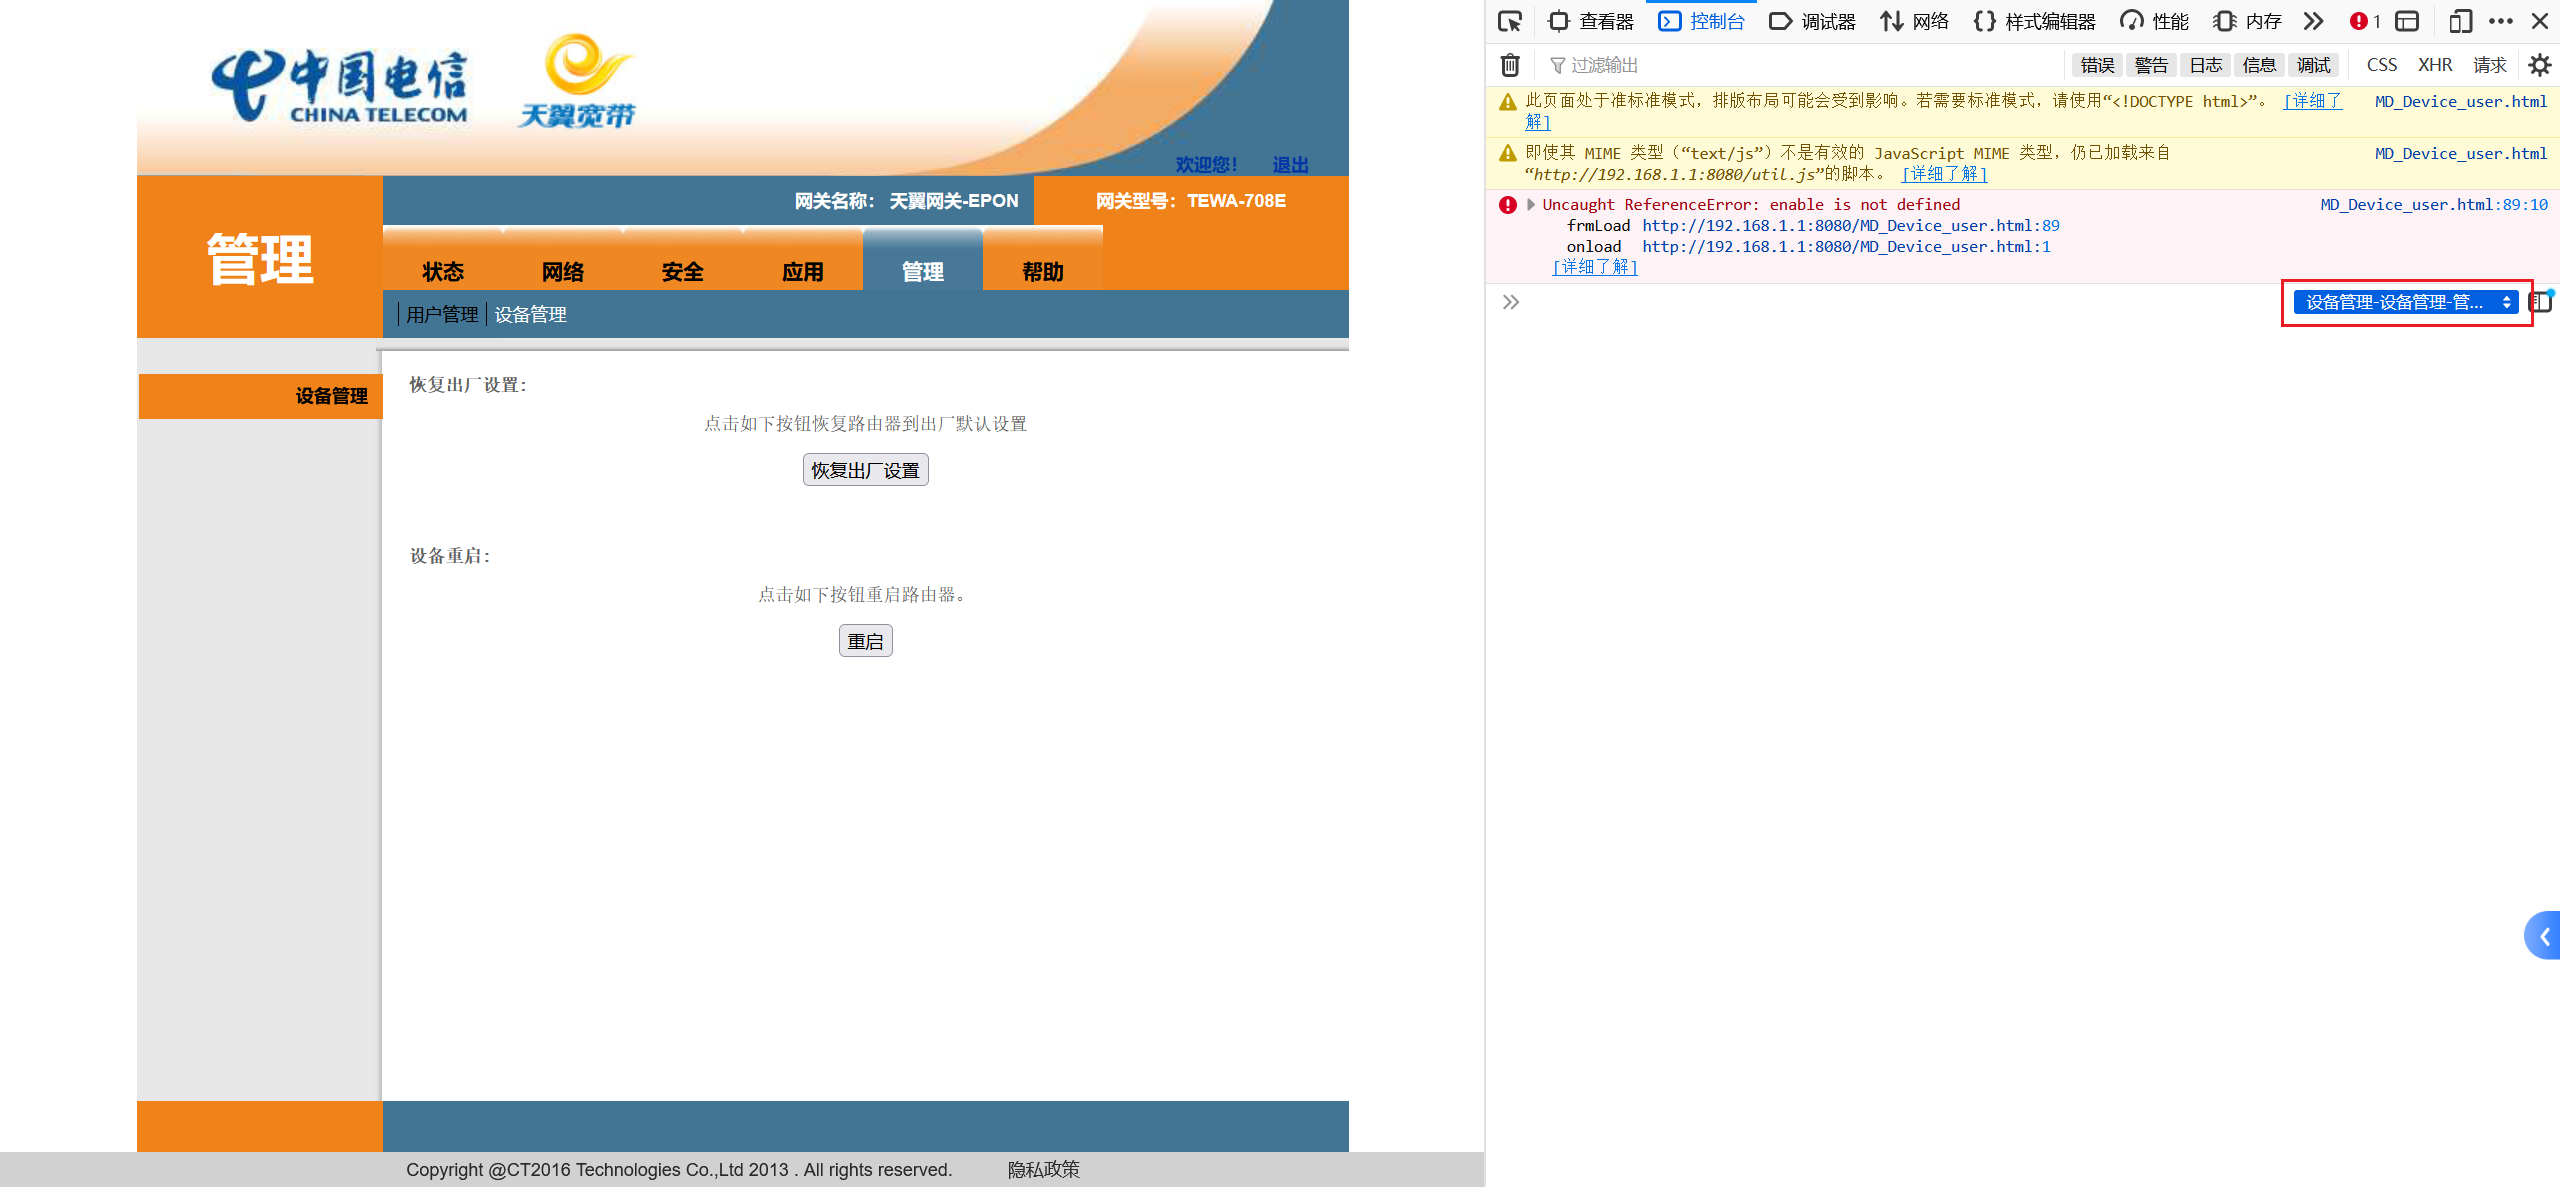 中国电信
CHINA TELECOM
天翼宽带
欢迎您！ 退出
网关名称： 天翼网关-EPON 网关型号：TEWA-708E
管理
状态 网络 安全 应用 管理 帮助
用户管理 设备管理
设备管理
恢复出厂设置：
点击如下按钮恢复路由器到出厂默认设置
恢复出厂设置
设备重启：
点击如下按钮重启路由器。
重启
Copyright @CT2016 Technologies Co.,Ltd 2013 . All rights reserved. 隐私政策
查看器 控制台 调试器 网络 样式编辑器 性能 内存 1
过滤输出 错误 警告 日志 信息 调试 CSS XHR 请求
此页面处于准标准模式，排版布局可能会受到影响。若需要标准模式，请使用“<!DOCTYPE html>”。 [详细了 MD_Device_user.html
解]
即使其 MIME 类型（“text/js”）不是有效的 JavaScript MIME 类型，仍已加载来自 MD_Device_user.html
“http://192.168.1.1:8080/util.js”的脚本。 [详细了解]
Uncaught ReferenceError: enable is not defined MD_Device_user.html:89:10
frmLoad http://192.168.1.1:8080/MD_Device_user.html:89
onload http://192.168.1.1:8080/MD_Device_user.html:1
[详细了解]
设备管理-设备管理-管...